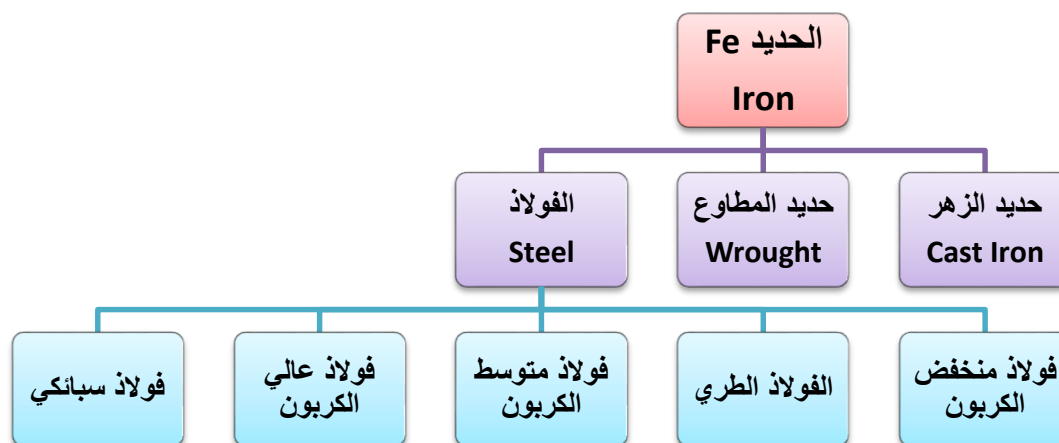 الحديد Fe
Iron
حديد الزهر
Cast Iron
حديد المطاوع
Wrought
الفولاذ
Steel
فولاذ منخفض
الكربون
الفولاذ الطري
فولاذ متوسط
الكربون
فولاذ عالي
الكربون
فولاذ سبائكي